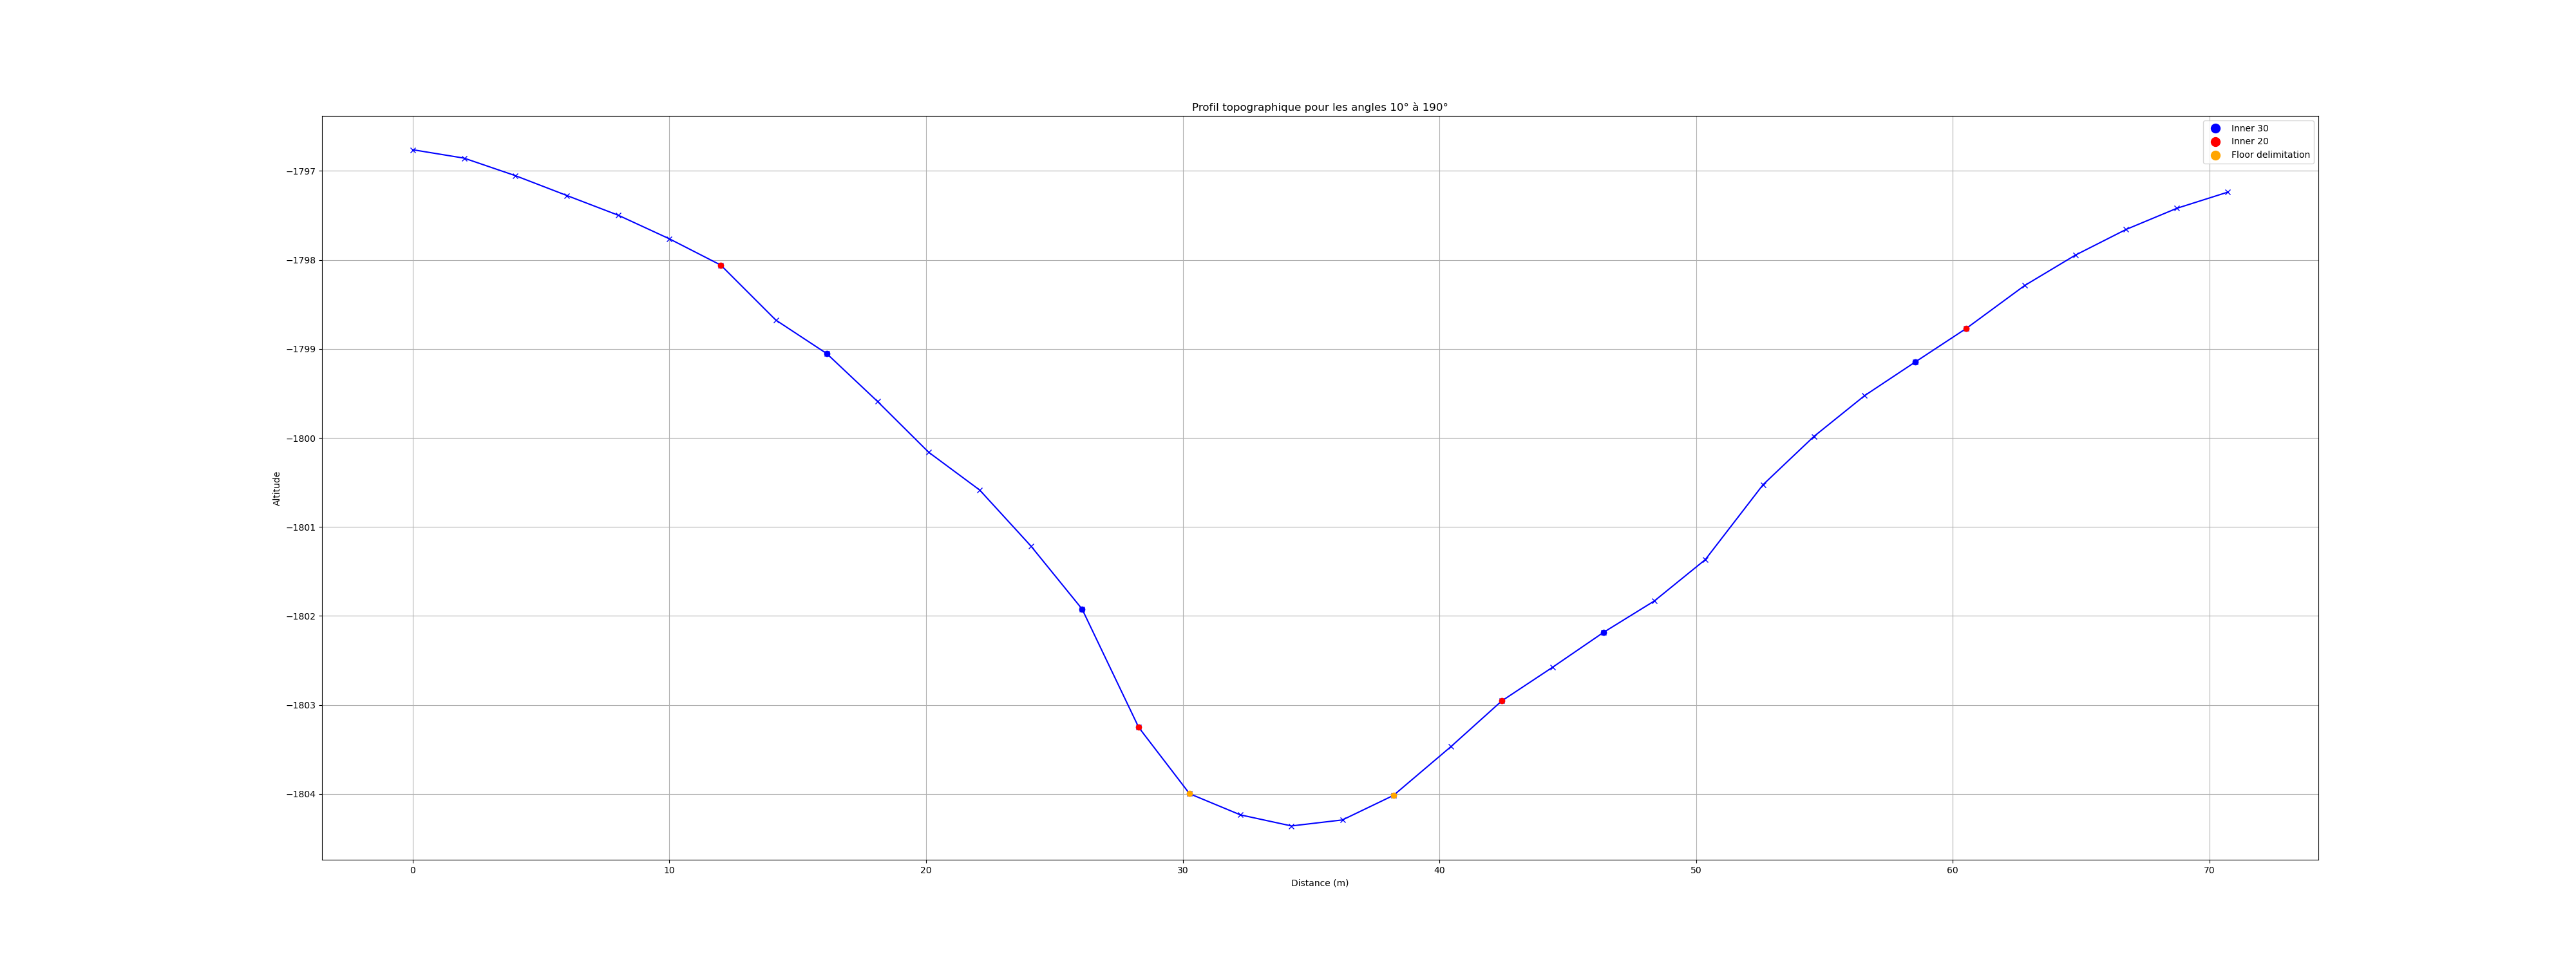 Profil topographique pour les angles 10° à 190°
Inner 30
Inner 20
Floor delimitation
−1797
−1798
−1799
−1800
−1801
−1802
−1803
−1804
Altitude
0 10 20 30 40 50 60 70
Distance (m)